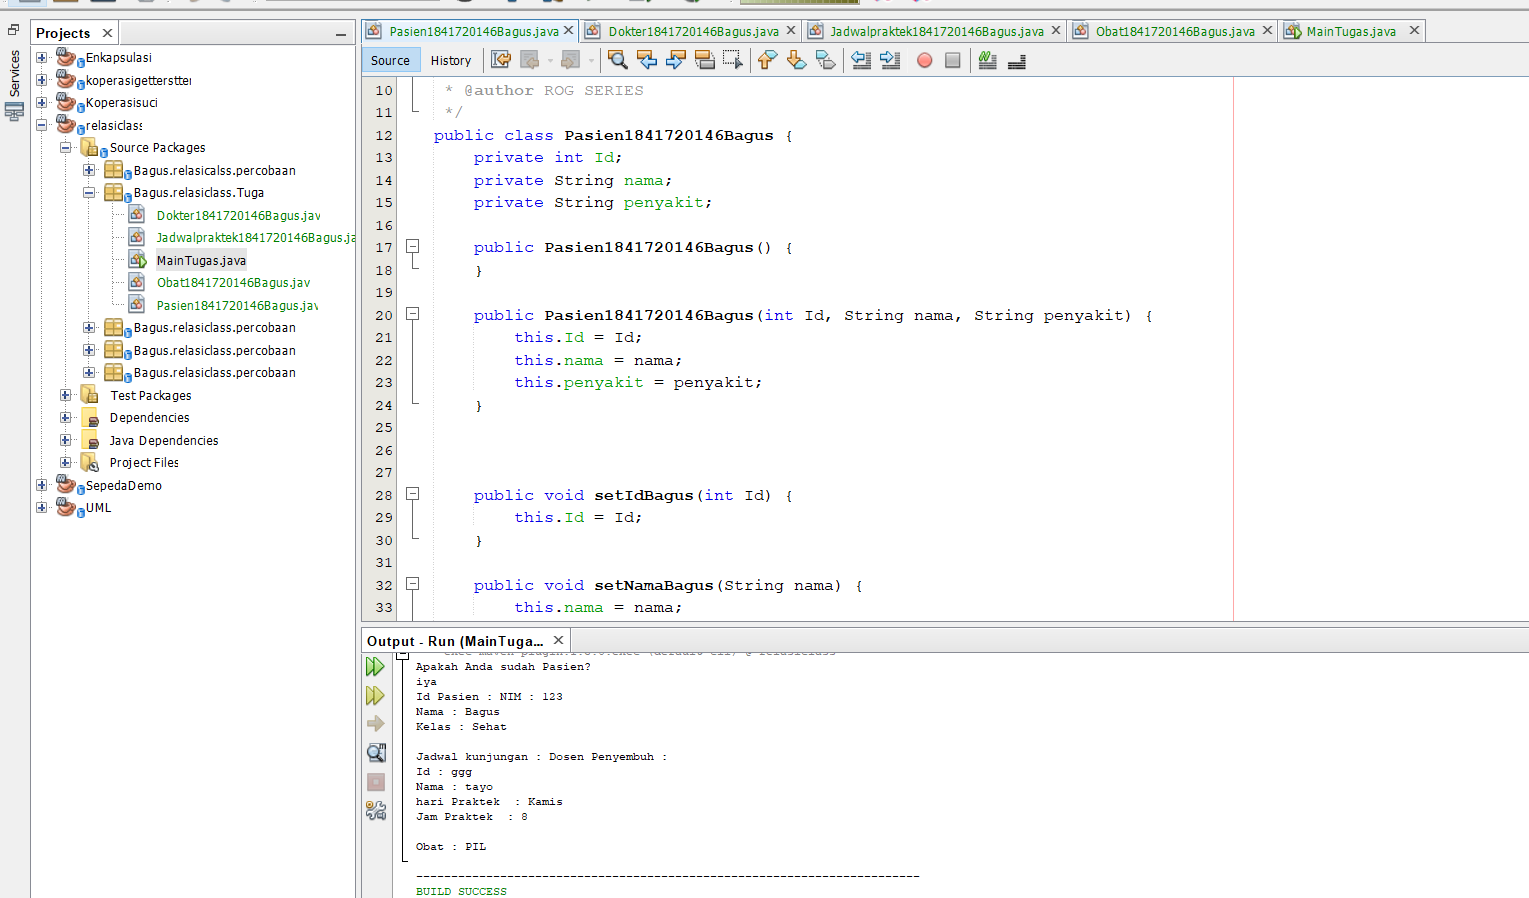 Services
Projects
Enkapsulasi
koperasigetterstter
Koperasisuci
relasiclass
Source Packages
Bagus.relasicalss.percobaan
Bagus.relasiclass.Tuga
Dokter1841720146Bagus.jav
Jadwalpraktek1841720146Bagus.ja
MainTugas.java
Obat1841720146Bagus.jav
Pasien1841720146Bagus.jav
Bagus.relasiclass.percobaan
Bagus.relasiclass.percobaan
Bagus.relasiclass.percobaan
Test Packages
Dependencies
Java Dependencies
Project Files
SepedaDemo
UML
Pasien1841720146Bagus.java Dokter1841720146Bagus.java Jadwalpraktek1841720146Bagus.java Obat1841720146Bagus.java MainTugas.java
Source History
10 * @author ROG SERIES
11 */
12 public class Pasien1841720146Bagus {
13 private int Id;
14 private String nama;
15 private String penyakit;
16
17 public Pasien1841720146Bagus() {
18 }
19
20 public Pasien1841720146Bagus(int Id, String nama, String penyakit) {
21 this.Id = Id;
22 this.nama = nama;
23 this.penyakit = penyakit;
24 }
25
26
27
28 public void setIdBagus(int Id) {
29 this.Id = Id;
30 }
31
32 public void setNamaBagus(String nama) {
33 this.nama = nama;
Output - Run (MainTuga...
Apakah Anda sudah Pasien?
iya
Id Pasien : NIM : 123
Nama : Bagus
Kelas : Sehat
Jadwal kunjungan : Dosen Penyembuh :
Id : ggg
Nama : tayo
hari Praktek  : Kamis
Jam Praktek  : 8
Obat : PIL
------------------------------------------------------------------------
BUILD SUCCESS